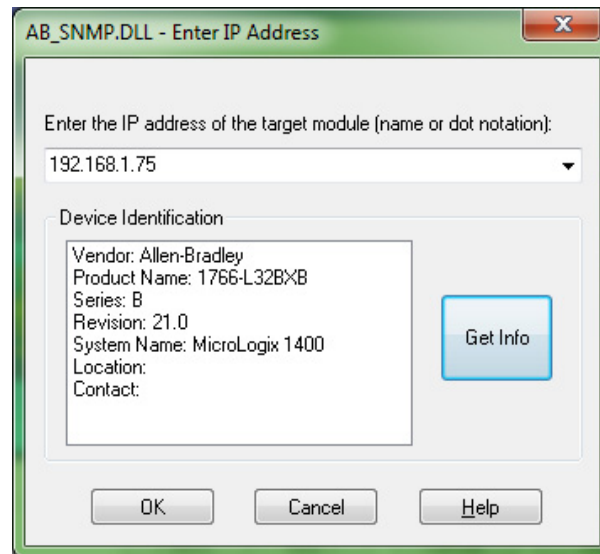 AB_SNMP.DLL - Enter IP Address
Enter the IP address of the target module (name or dot notation):
192.168.1.75
Device Identification
Vendor: Allen-Bradley
Product Name: 1766-L32BXB
Series: B
Revision: 21.0
System Name: MicroLogix 1400
Location:
Contact:
Get Info
OK Cancel Help